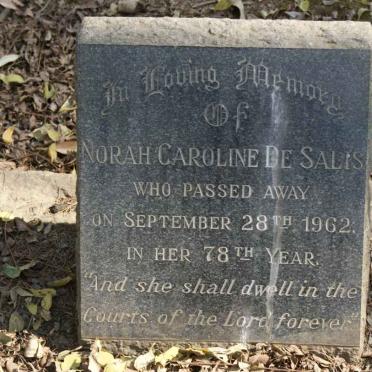 In Loving Memory
Of
NORAH CAROLINE DE SALIS
WHO PASSED AWAY
ON SEPTEMBER 28TH 1962.
IN HER 78TH YEAR.
"And she shall dwell in the
Courts of the Lord forever"